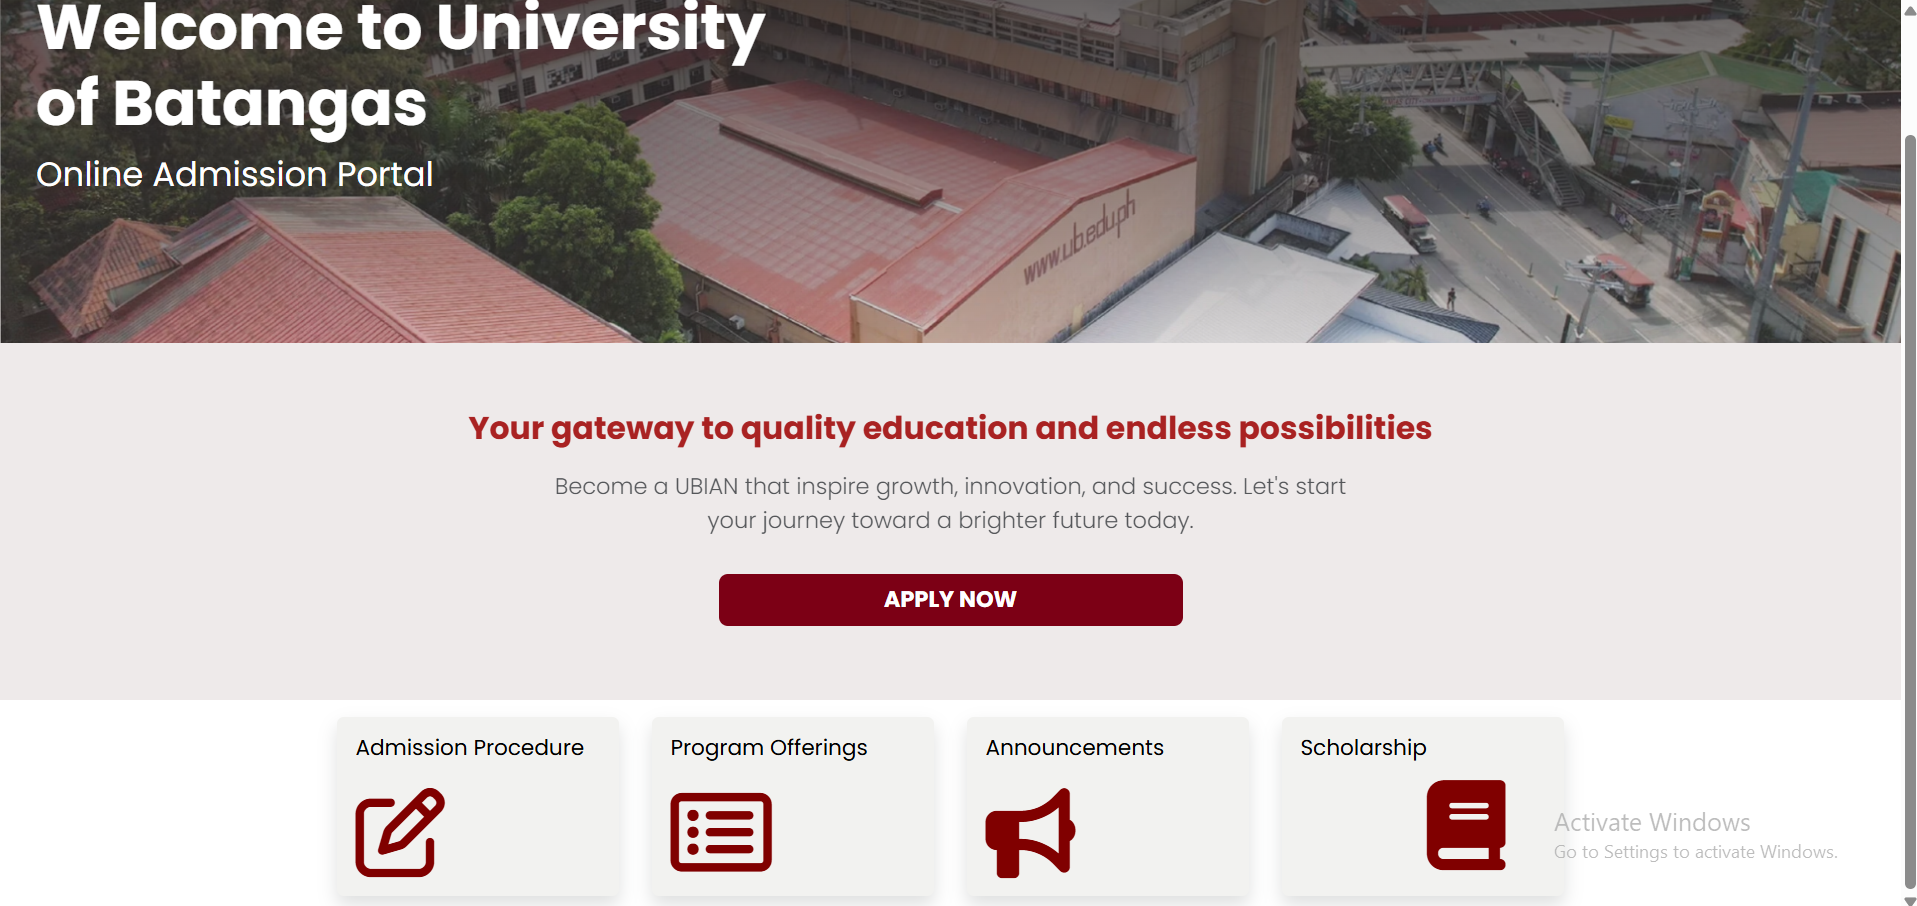 Welcome to University
of Batangas
Online Admission Portal
www.ub.edu.ph
Your gateway to quality education and endless possibilities
Become a UBIAN that inspire growth, innovation, and success. Let's start
your journey toward a brighter future today.
APPLY NOW
Admission Procedure
Program Offerings
Announcements
Scholarship
Activate Windows
Go to Settings to activate Windows.